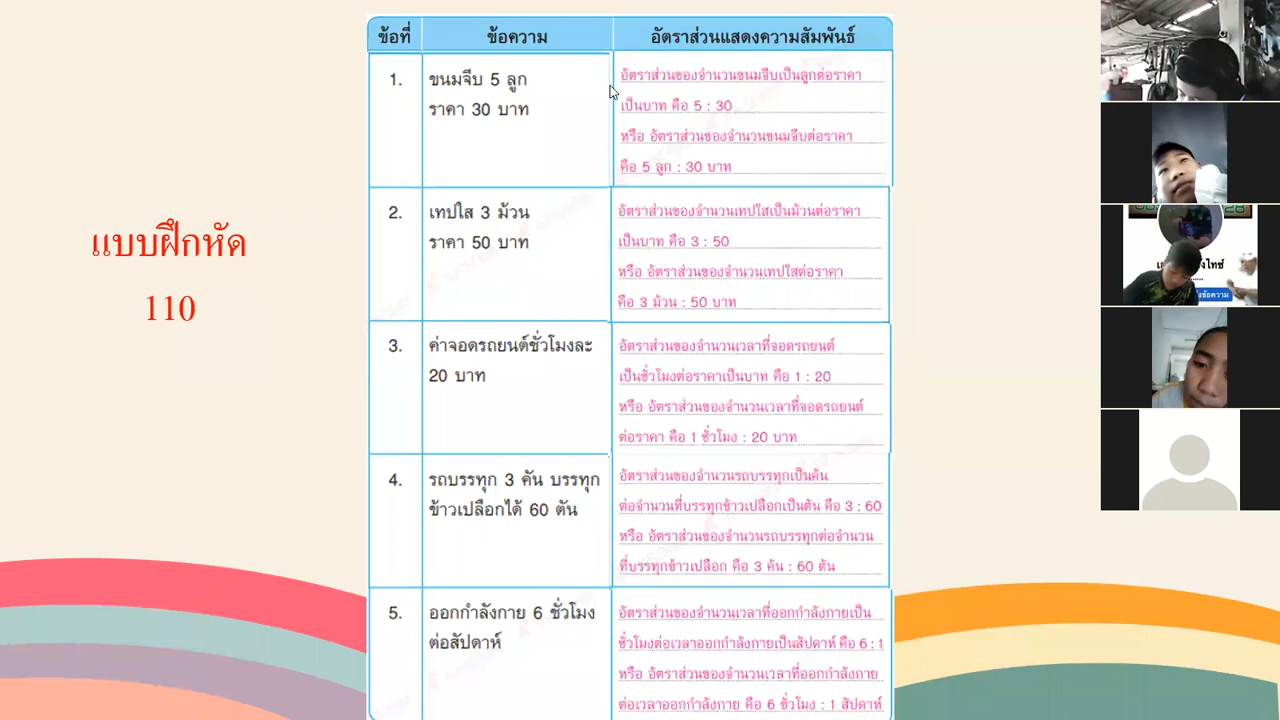 แบบฝึกหัด
110
ข้อที่ ข้อความ อัตราส่วนแสดงความสัมพันธ์
1. ขนมจีบ 5 ลูก
ราคา 30 บาท
อัตราส่วนของจำนวนขนมจีบเป็นลูกต่อราคา
เป็นบาท คือ 5 : 30
หรือ อัตราส่วนของจำนวนขนมจีบต่อราคา
คือ 5 ลูก : 30 บาท
2. เทปใส 3 ม้วน
ราคา 50 บาท
อัตราส่วนของจำนวนเทปใสเป็นม้วนต่อราคา
เป็นบาท คือ 3 : 50
หรือ อัตราส่วนของจำนวนเทปใสต่อราคา
คือ 3 ม้วน : 50 บาท
3. ค่าจอดรถยนต์ชั่วโมงละ
20 บาท
อัตราส่วนของจำนวนเวลาที่จอดรถยนต์
เป็นชั่วโมงต่อราคาเป็นบาท คือ 1 : 20
หรือ อัตราส่วนของจำนวนเวลาที่จอดรถยนต์
ต่อราคา คือ 1 ชั่วโมง : 20 บาท
4. รถบรรทุก 3 คัน บรรทุก
ข้าวเปลือกได้ 60 ตัน
อัตราส่วนของจำนวนรถบรรทุกเป็นคัน
ต่อจำนวนที่บรรทุกข้าวเปลือกเป็นตัน คือ 3 : 60
หรือ อัตราส่วนของจำนวนรถบรรทุกต่อจำนวน
ที่บรรทุกข้าวเปลือก คือ 3 คัน : 60 ตัน
5. ออกกำลังกาย 6 ชั่วโมง
ต่อสัปดาห์
อัตราส่วนของจำนวนเวลาที่ออกกำลังกายเป็น
ชั่วโมงต่อเวลาออกกำลังกายเป็นสัปดาห์ คือ 6 : 1
หรือ อัตราส่วนของจำนวนเวลาที่ออกกำลังกาย
ต่อเวลาออกกำลังกาย คือ 6 ชั่วโมง : 1 สัปดาห์